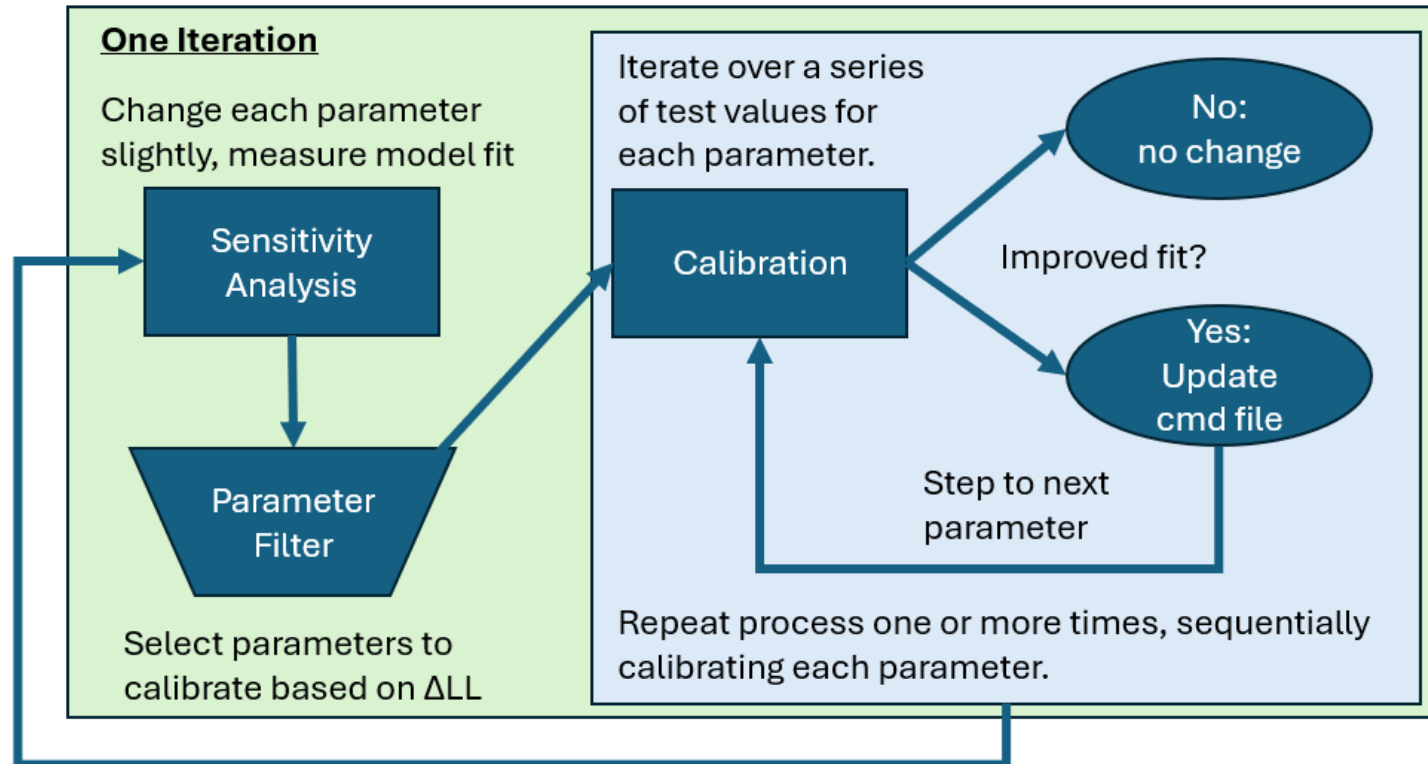 One Iteration
Change each parameter
slightly, measure model fit
Sensitivity
Analysis
Parameter
Filter
Select parameters to
calibrate based on ΔLL
Iterate over a series
of test values for
each parameter.
Calibration
No:
no change
Improved fit?
Yes:
Update
cmd file
Step to next
parameter
Repeat process one or more times, sequentially
calibrating each parameter.